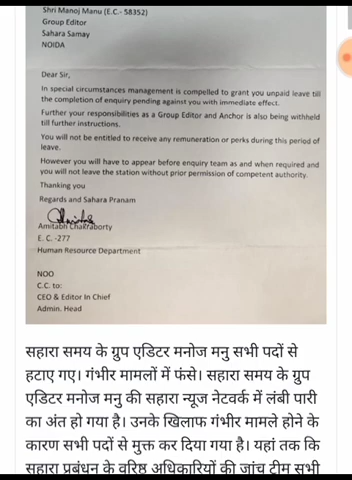 Shri Manoj Manu (E.C.- 58352)
Group Editor
Sahara Samay
NOIDA
Dear Sir,
In special circumstances management is compelled to grant you unpaid leave till
the completion of enquiry pending against you with immediate effect.
Further your responsibilities as a Group Editor and Anchor is also being withheld
till further instructions.
You will not be entitled to receive any remuneration or perks during this period of
leave.
However you will have to appear before enquiry team as and when required and
you will not leave the station without prior permission of competent authority.
Thanking you
Regards and Sahara Pranam
Amitabh Chakraborty
E. C. -277
Human Resource Department
NOO
C.C. to:
CEO & Editor In Chief
Admin. Head
सहारा समय के ग्रुप एडिटर मनोज मनु सभी पदों से
हटाए गए। गंभीर मामलों में फंसे। सहारा समय के ग्रुप
एडिटर मनोज मनु की सहारा न्यूज नेटवर्क में लंबी पारी
का अंत हो गया है। उनके खिलाफ गंभीर मामले होने के
कारण सभी पदों से मुक्त कर दिया गया है। यहां तक कि
सहारा प्रबंधन के वरिष्ठ अधिकारियों की जांच टीम सभी